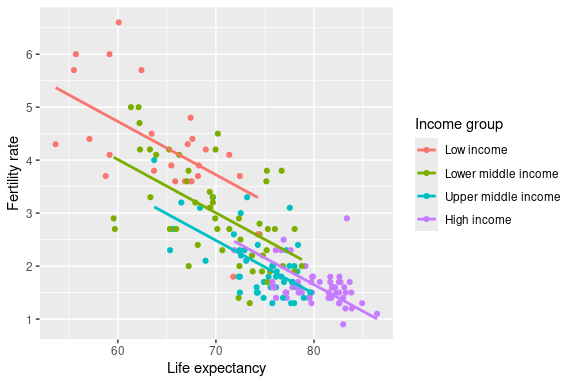 6
5
4
3
2
1
Fertility rate
60
70
80
Life expectancy
Income group
Low income
Lower middle income
Upper middle income
High income